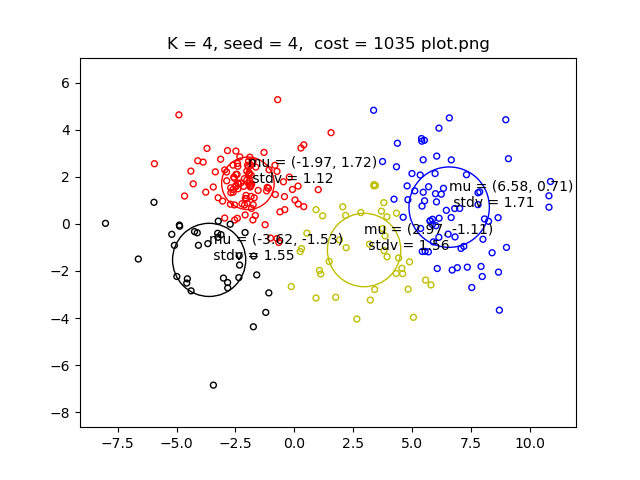 K = 4, seed = 4,  cost = 1035 plot.png
6
4
2
0
−2
−4
−6
−8
mu = (-1.97, 1.72)
stdv = 1.12
mu = (6.58, 0.71)
stdv = 1.71
mu = (2.97, -1.11)
stdv = 1.56
mu = (-3.62, -1.53)
stdv = 1.55
−7.5 −5.0 −2.5 0.0 2.5 5.0 7.5 10.0